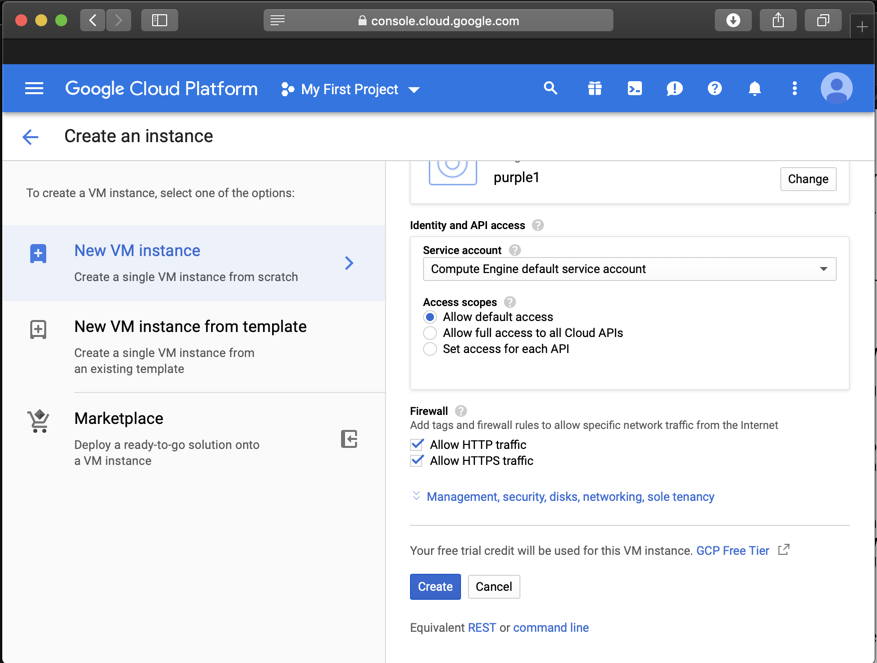 console.cloud.google.com
Google Cloud Platform
My First Project
Create an instance
To create a VM instance, select one of the options:
New VM instance
Create a single VM instance from scratch
New VM instance from template
Create a single VM instance from
an existing template
Marketplace
Deploy a ready-to-go solution onto
a VM instance
purple1
Change
Identity and API access
Service account
Compute Engine default service account
Access scopes
Allow default access
Allow full access to all Cloud APIs
Set access for each API
Firewall
Add tags and firewall rules to allow specific network traffic from the Internet
Allow HTTP traffic
Allow HTTPS traffic
Management, security, disks, networking, sole tenancy
Your free trial credit will be used for this VM instance. GCP Free Tier
Create
Cancel
Equivalent REST or command line